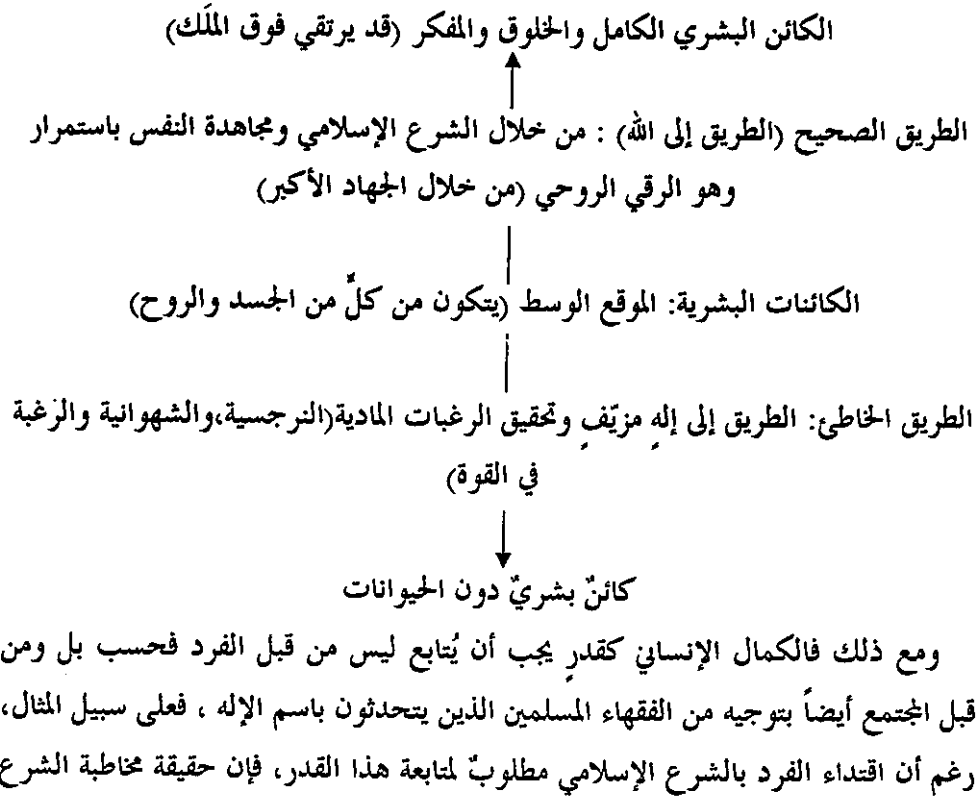 الكائن البشري الكامل والخلوق والمفكر (قد يرتقي فوق الملَك)
الطريق الصحيح (الطريق إلى الله) : من خلال الشرع الإسلامي ومجاهدة النفس باستمرار
وهو الرقي الروحي (من خلال الجهاد الأكبر)
الكائنات البشرية: الموقع الوسط (يتكون من كلٍّ من الجسد والروح)
الطريق الخاطئ: الطريق إلى إلهٍ مزيّفٍ وتحقيق الرغبات المادية(النرجسية،والشهوانية والرغبة
في القوة)
كائنٌ بشريٌ دون الحيوانات
ومع ذلك فالكمال الإنساني كقدرٍ يجب أن يُتابع ليس من قبل الفرد فحسب بل ومن
قبل المجتمع أيضاً بتوجيه من الفقهاء المسلمين الذين يتحدثون باسم الإله ، فعلى سبيل المثال،
رغم أن اقتداء الفرد بالشرع الإسلامي مطلوبٌ لمتابعة هذا القدر، فإن حقيقة مخاطبة الشرع